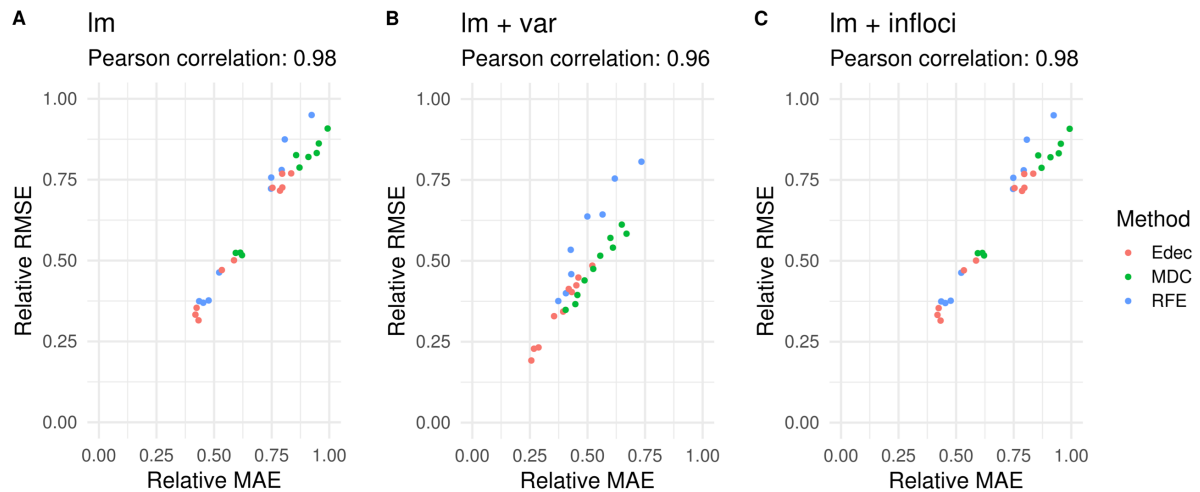 A
lm
Pearson correlation: 0.98
1.00
0.75
0.50
0.25
0.00
Relative RMSE
0.00 0.25 0.50 0.75 1.00
Relative MAE
B
lm + var
Pearson correlation: 0.96
1.00
0.75
0.50
0.25
0.00
Relative RMSE
0.00 0.25 0.50 0.75 1.00
Relative MAE
C
lm + infloci
Pearson correlation: 0.98
1.00
0.75
0.50
0.25
0.00
Relative RMSE
0.00 0.25 0.50 0.75 1.00
Relative MAE
Method
Edec
MDC
RFE